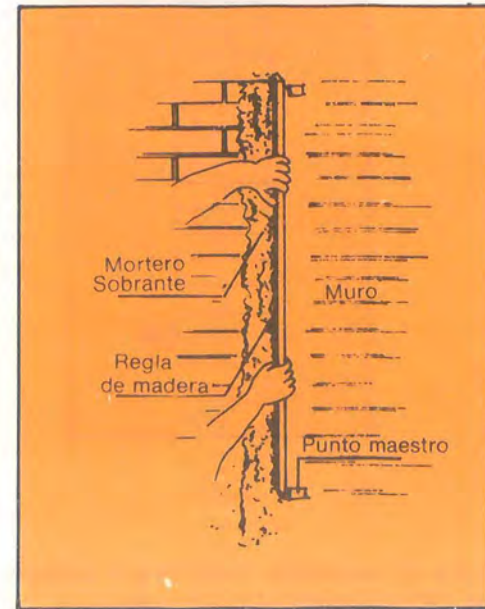 Mortero
Sobrante
Muro
Regla
de madera
Punto maestro